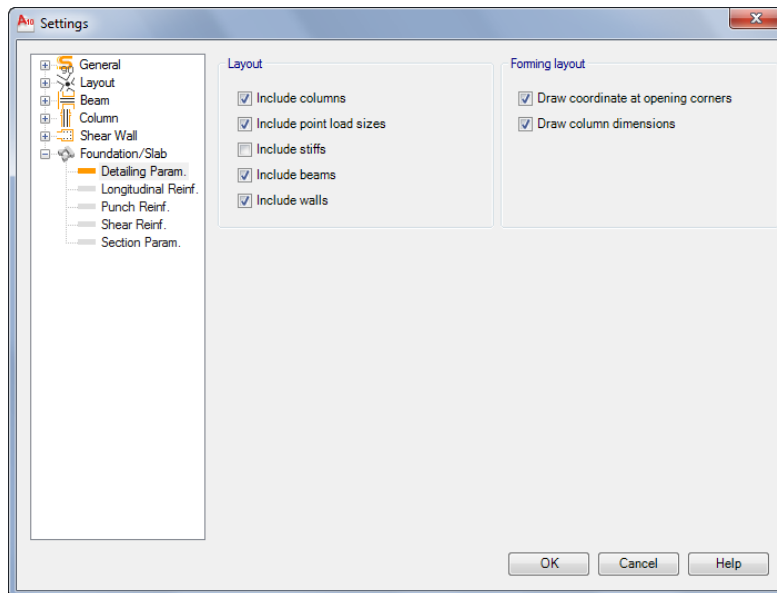 Settings
General
Layout
Beam
Column
Shear Wall
Foundation/Slab
Detailing Param.
Longitudinal Reinf.
Punch Reinf.
Shear Reinf.
Section Param.
Layout
Include columns
Include point load sizes
Include stiffs
Include beams
Include walls
Forming layout
Draw coordinate at opening corners
Draw column dimensions
OK Cancel Help